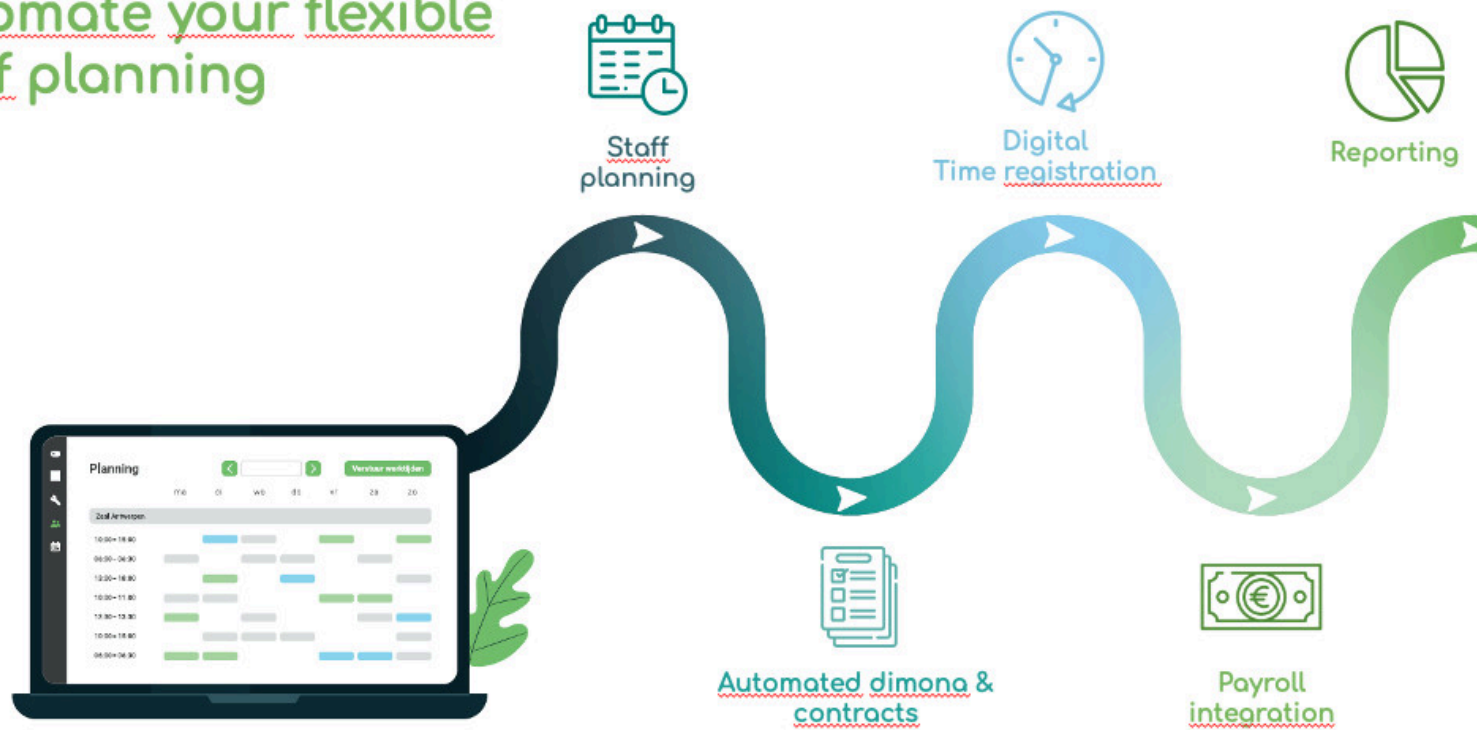 omate your flexible
f planning
Staff
planning
Digital
Time registration
Reporting
Planning
Verstuur werktijden
ma di wo do vr za zo
Zaal Antwerpen
Automated dimona &
contracts
Payroll
integration